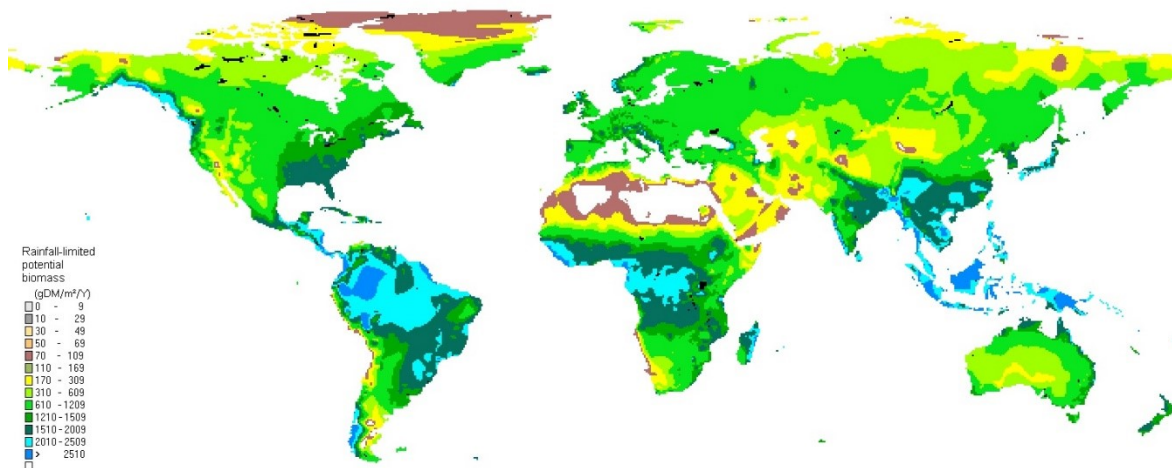 Rainfall-limited
potential
biomass
(gDM/m²/Y)
0 - 9
10 - 29
30 - 49
50 - 69
70 - 109
110 - 169
170 - 309
310 - 609
610 - 1209
1210 - 1509
1510 - 2009
2010 - 2509
> 2510